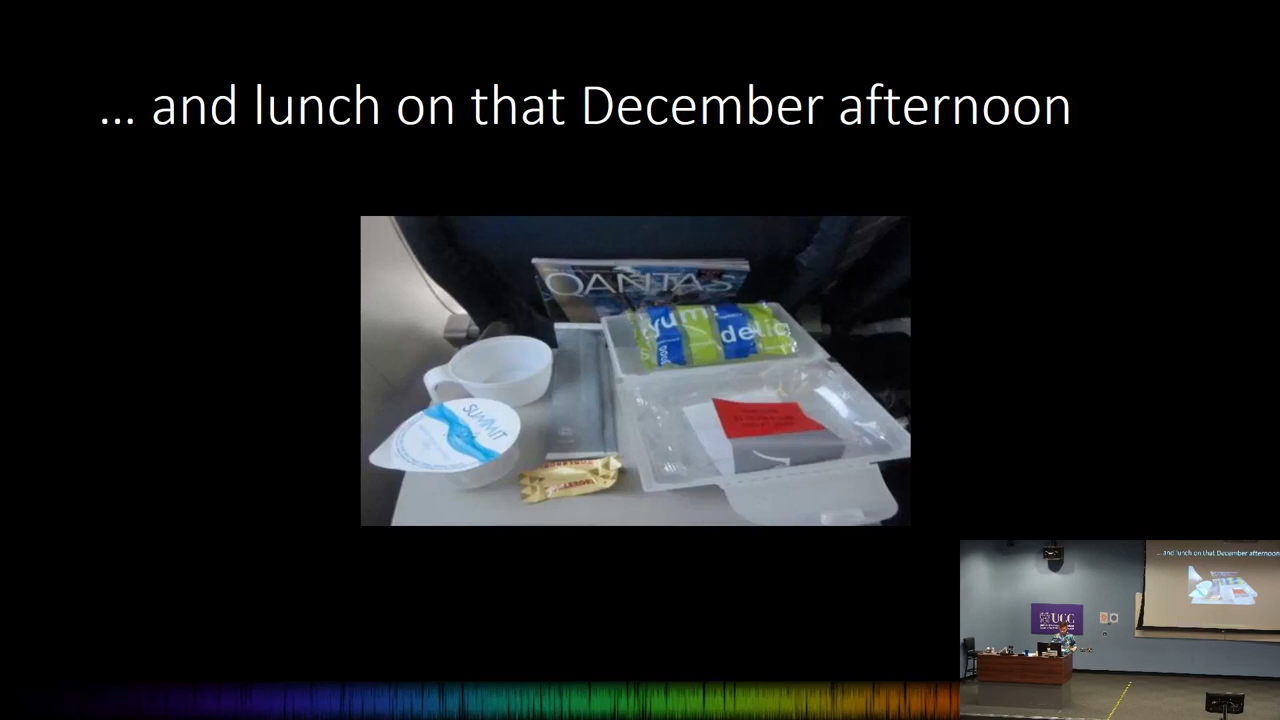 … and lunch on that December afternoon
QANTAS
yum!
delic
SUMMIT
UCC
... and lunch on that December afternoon